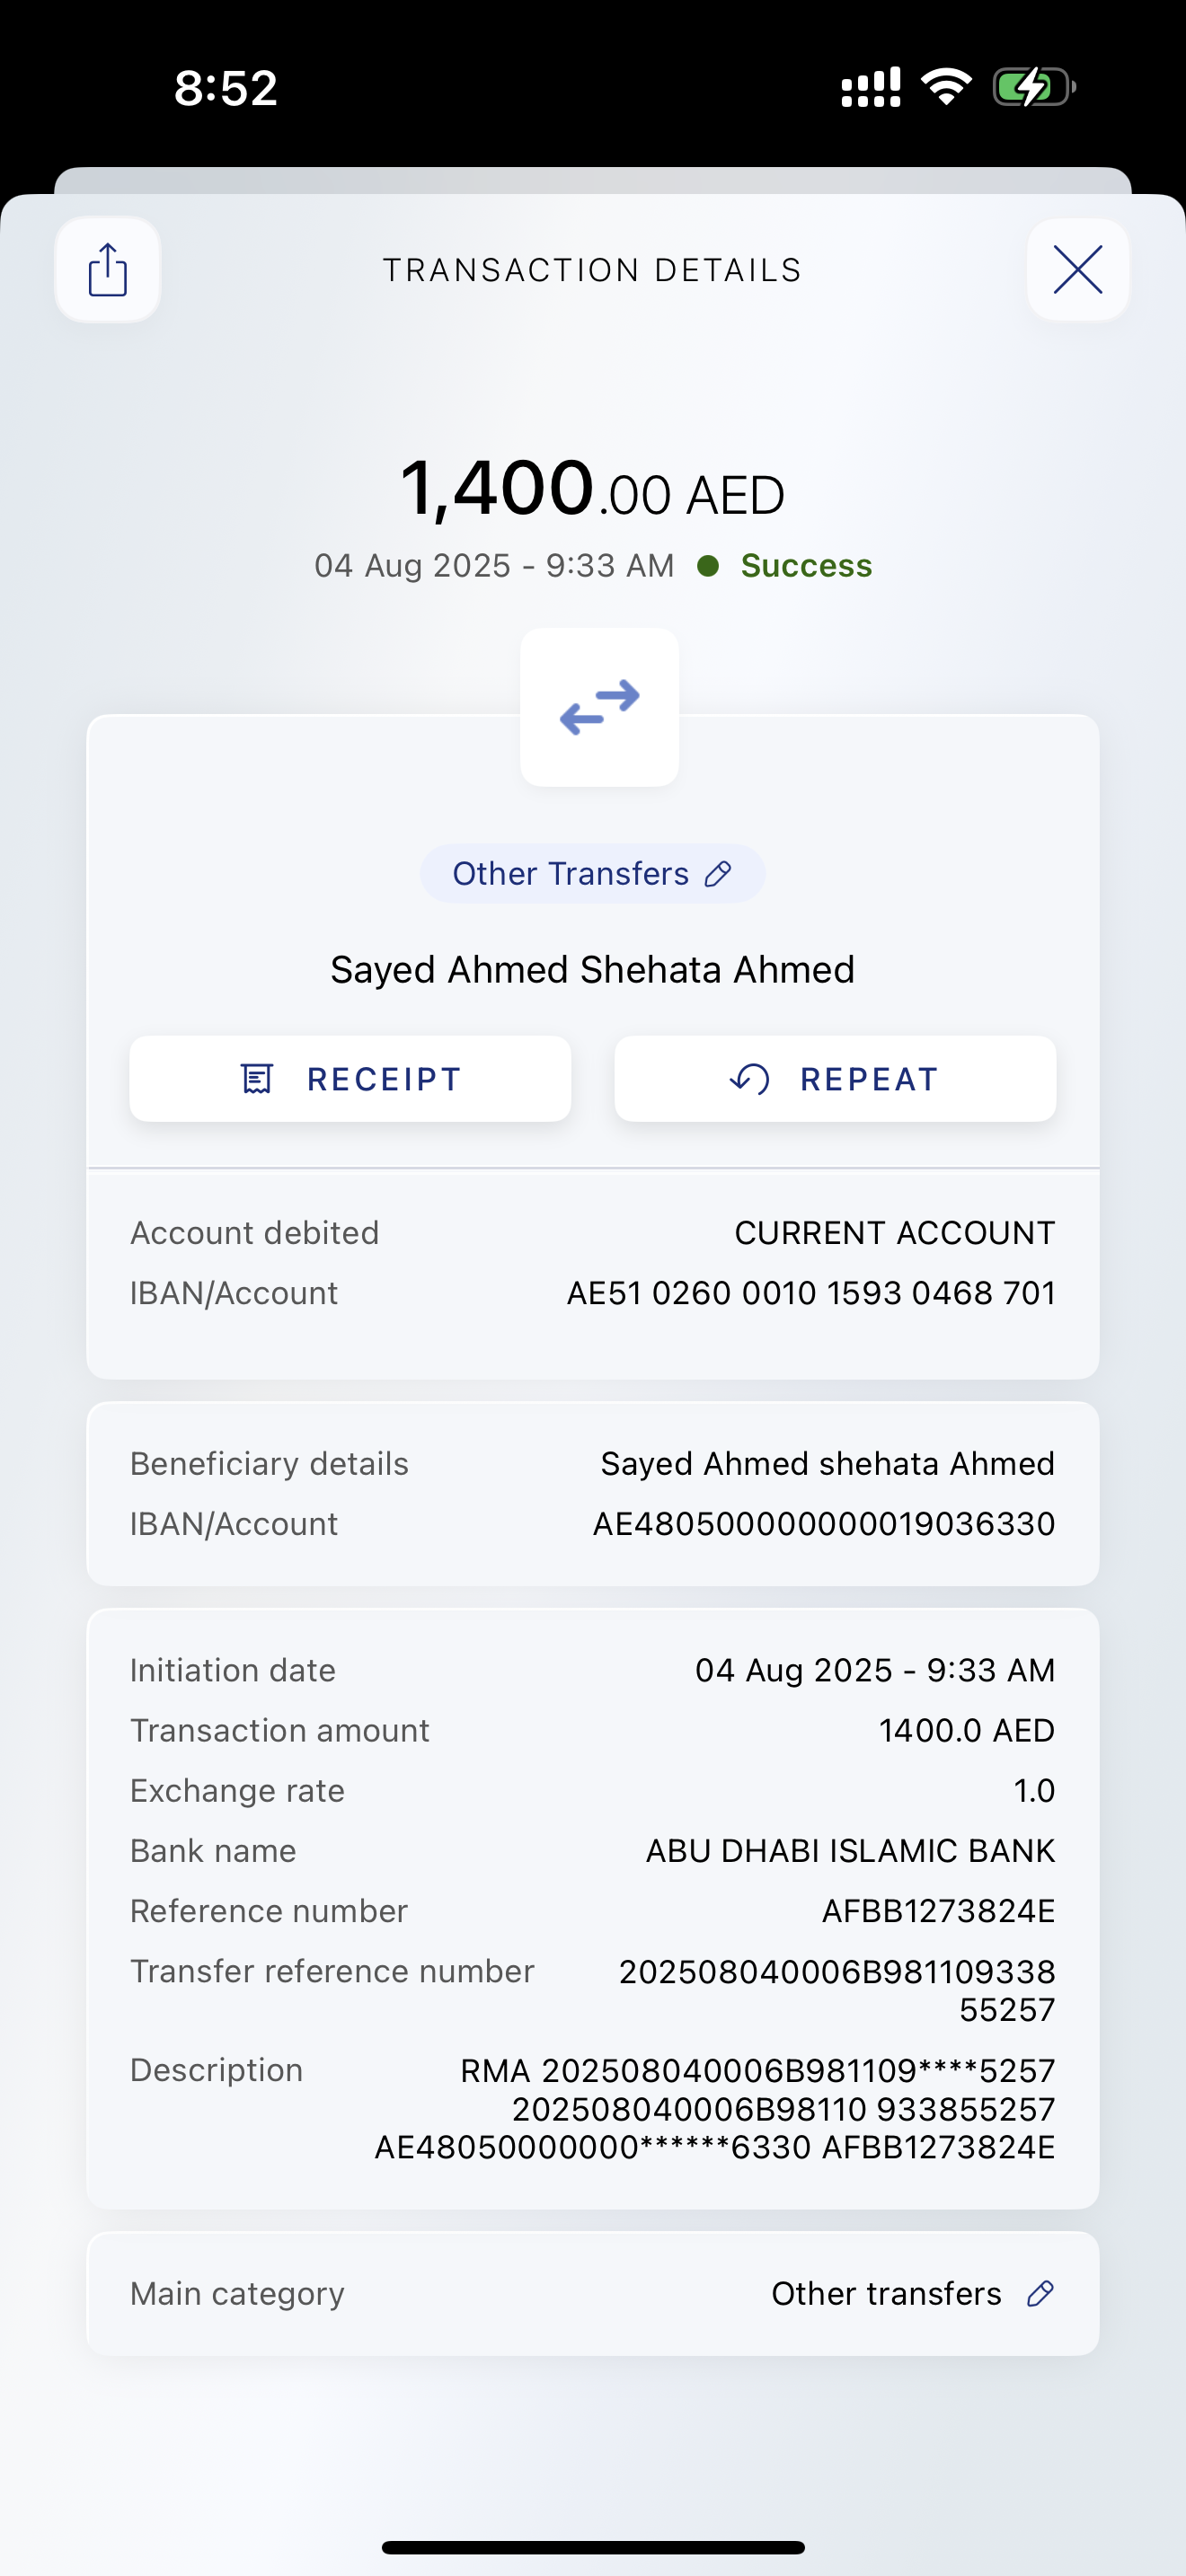 8:52
TRANSACTION DETAILS
1,400.00 AED
04 Aug 2025 - 9:33 AM ● Success
Other Transfers
Sayed Ahmed Shehata Ahmed
RECEIPT REPEAT
Account debited CURRENT ACCOUNT
IBAN/Account AE51 0260 0010 1593 0468 701
Beneficiary details Sayed Ahmed shehata Ahmed
IBAN/Account AE480500000000019036330
Initiation date 04 Aug 2025 - 9:33 AM
Transaction amount 1400.0 AED
Exchange rate 1.0
Bank name ABU DHABI ISLAMIC BANK
Reference number AFBB1273824E
Transfer reference number 202508040006B981109338
55257
Description RMA 202508040006B981109****5257
202508040006B98110 933855257
AE48050000000******6330 AFBB1273824E
Main category Other transfers